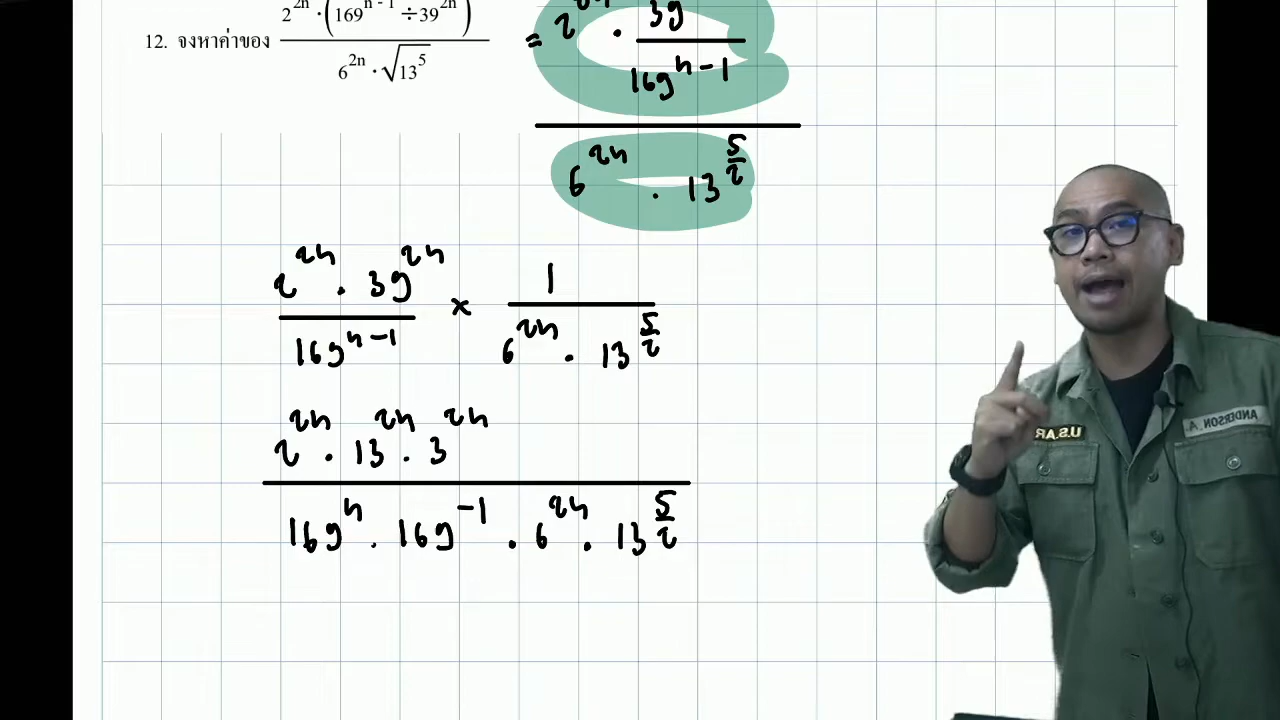 2^{2n} · (169^{n-1} ÷ 39^{2n})
12. จงหาค่าของ
6^{2n} · √13^5
= 2^{2n} · 39
169^{n-1}
6^{2n} · 13^{5/2}
2^{2n} · 39^{2n} × 1
169^{n-1} 6^{2n} · 13^{5/2}
2^{2n} · 13^{2n} · 3^{2n}
169^n · 169^{-1} · 6^{2n} · 13^{5/2}
U.S.AR
ANDERSON.A.